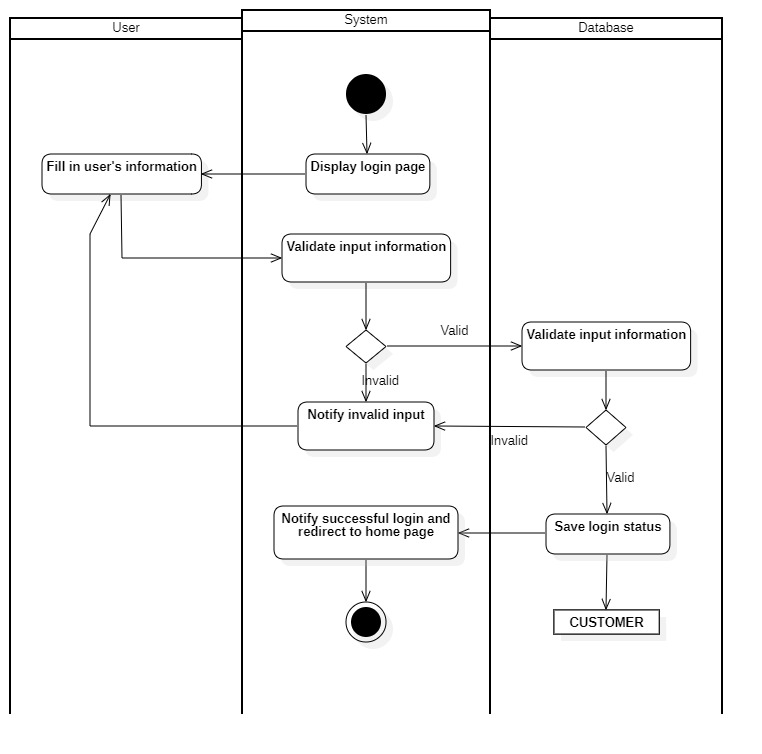 User
System
Database
Display login page
Fill in user's information
Validate input information
Valid
Validate input information
Invalid
Notify invalid input
Invalid
Valid
Notify successful login and
redirect to home page
Save login status
CUSTOMER